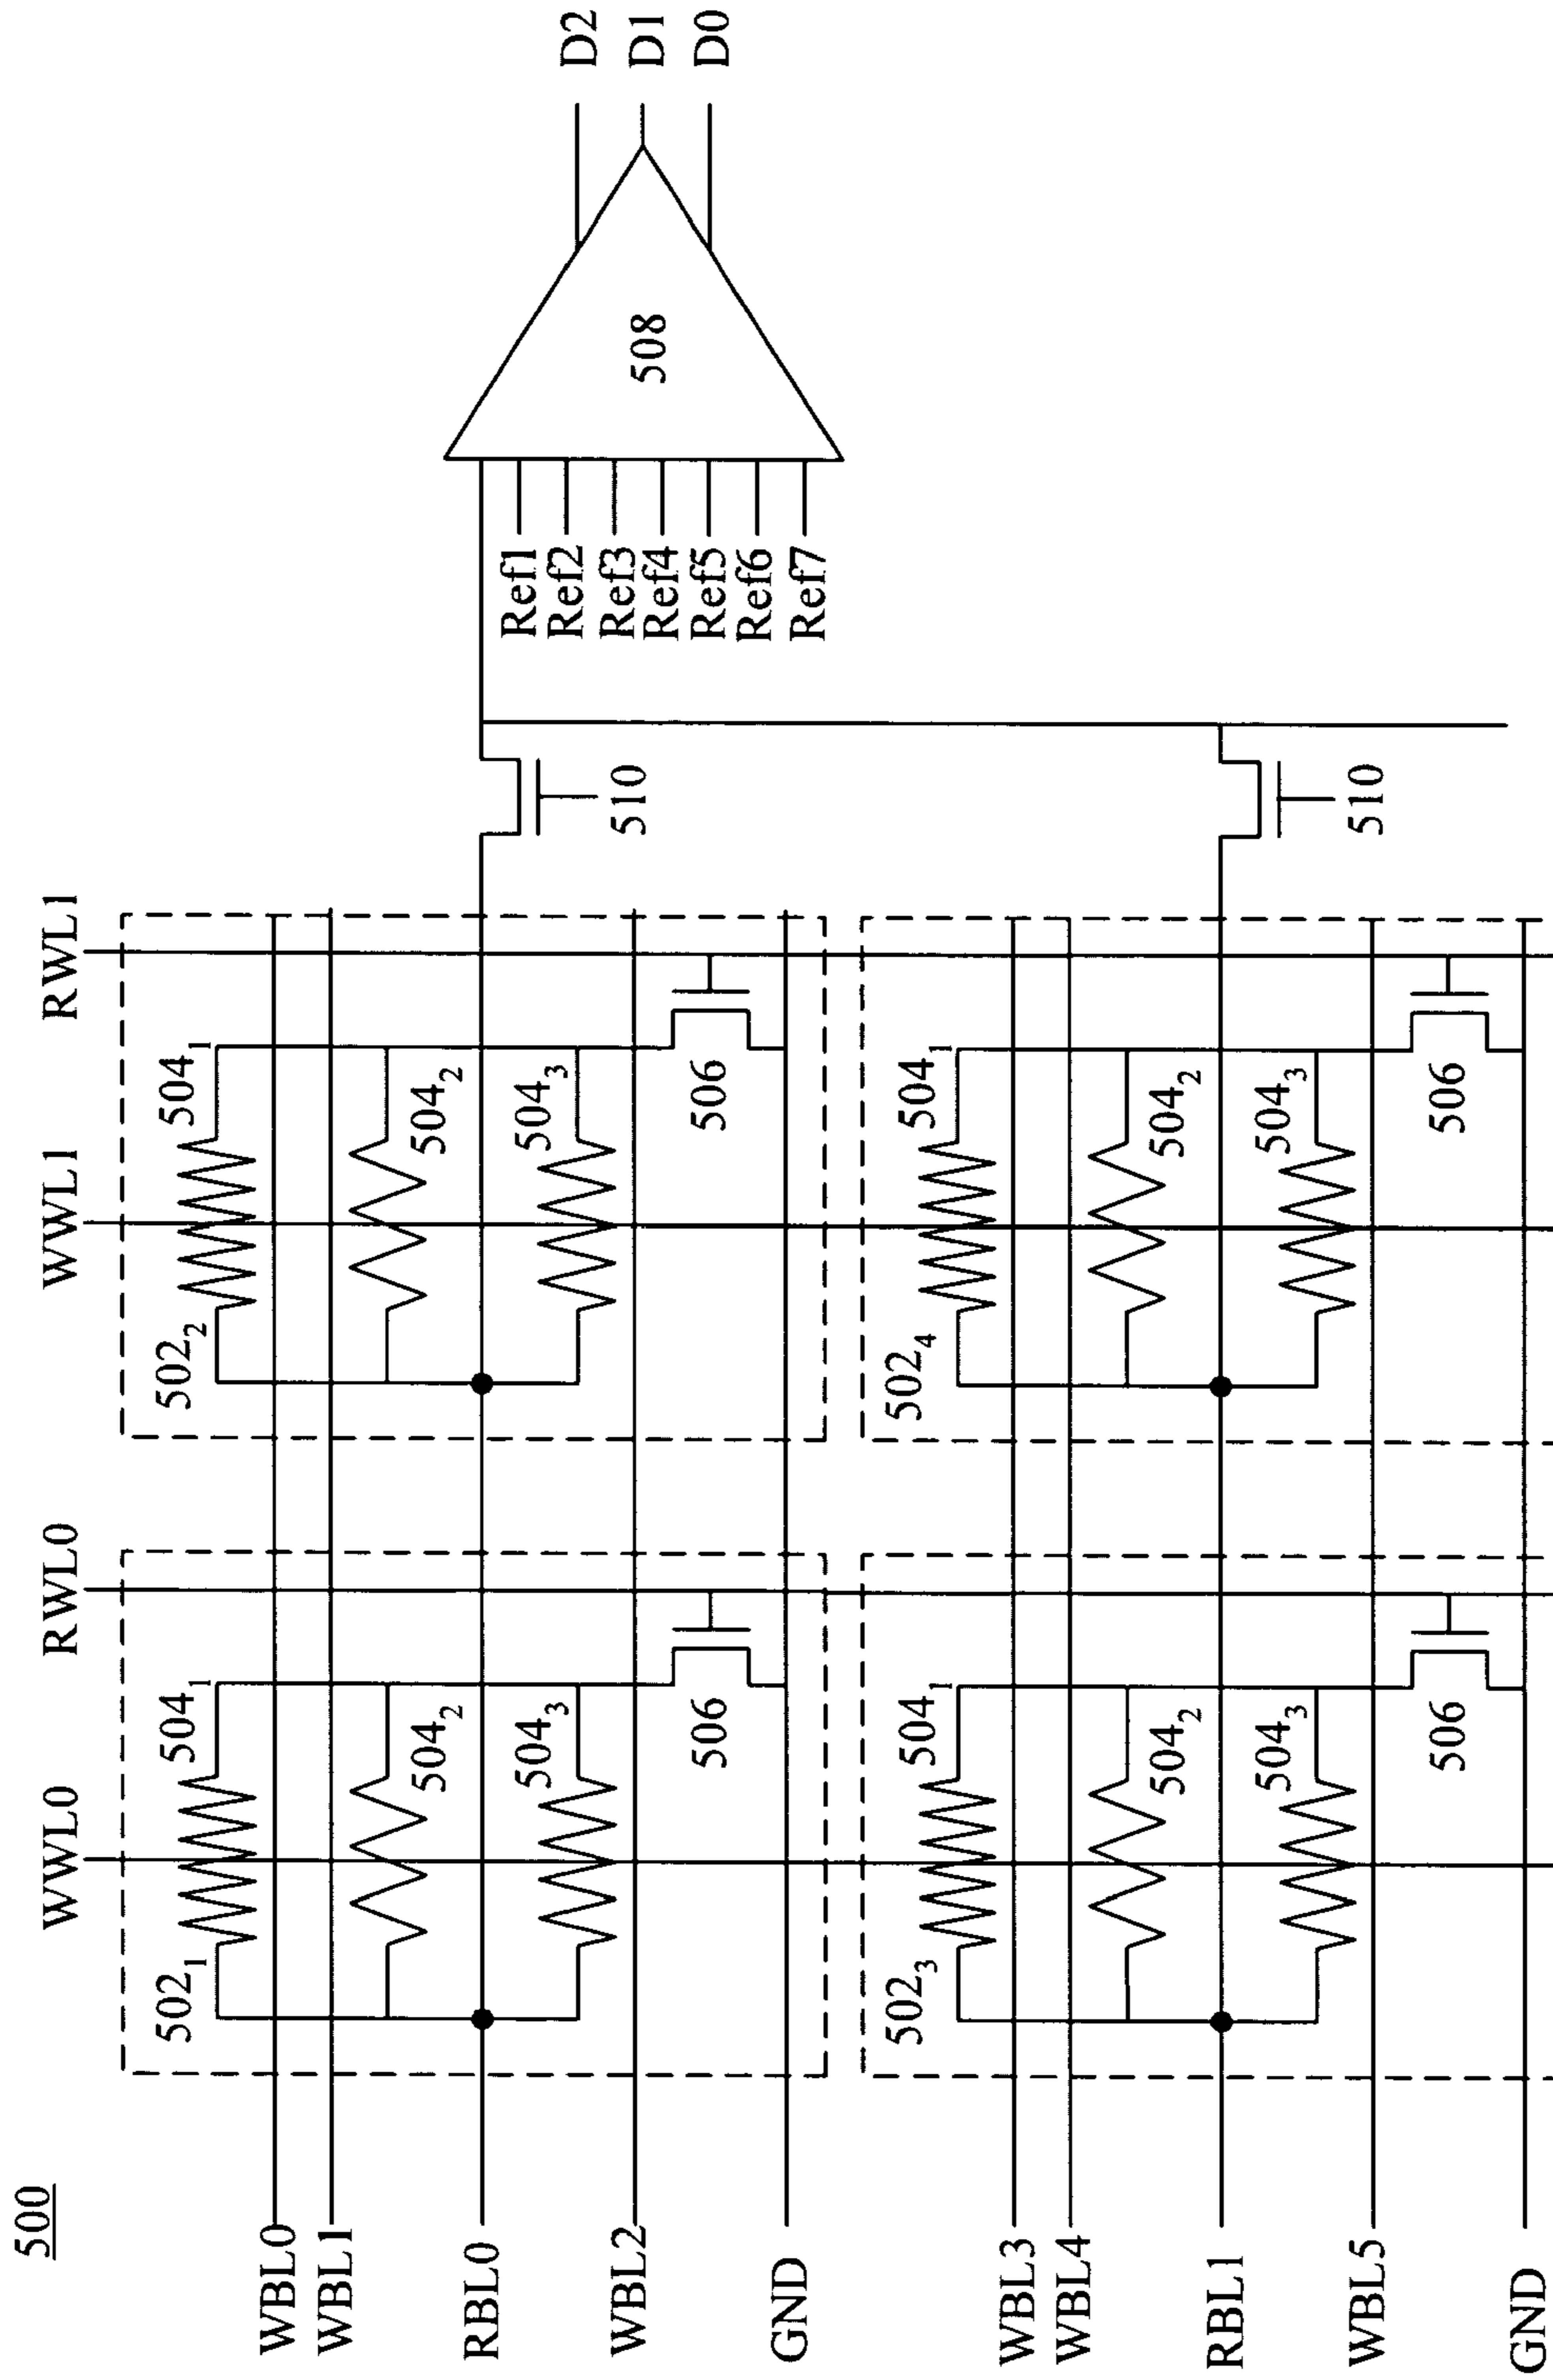 500
WWL0 RWL0 WWL1 RWL1
502₁ 504₁ 502₂ 504₁
WBL0
WBL1
504₂ 504₂
RBL0
504₃ 504₃
WBL2
506 506
GND
510
D2
D1
D0
508
Ref1
Ref2
Ref3
Ref4
Ref5
Ref6
Ref7
502₃ 504₁ 502₄ 504₁
WBL3
WBL4
504₂ 504₂
RBL1
504₃ 504₃
WBL5
506 506
GND
510